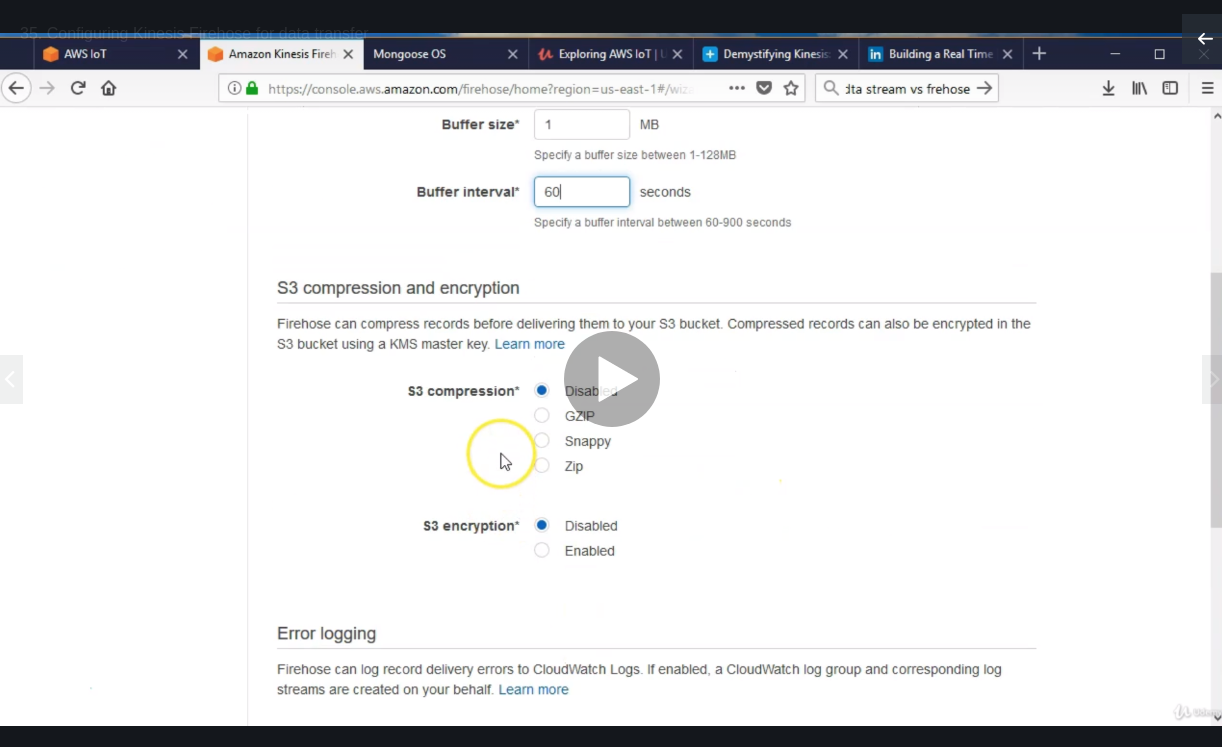 35. Configuring Kinesis Firehose for data transfer
AWS IoT
Amazon Kinesis Fireh
Mongoose OS
Exploring AWS IoT | U
Demystifying Kinesis
in Building a Real Time
https://console.aws.amazon.com/firehose/home?region=us-east-1#/wiza
ata stream vs frehose
Buffer size* 1 MB
Specify a buffer size between 1-128MB
Buffer interval* 60 seconds
Specify a buffer interval between 60-900 seconds
S3 compression and encryption
Firehose can compress records before delivering them to your S3 bucket. Compressed records can also be encrypted in the
S3 bucket using a KMS master key. Learn more
S3 compression* Disabled
GZIP
Snappy
Zip
S3 encryption* Disabled
Enabled
Error logging
Firehose can log record delivery errors to CloudWatch Logs. If enabled, a CloudWatch log group and corresponding log
streams are created on your behalf. Learn more
Udemy